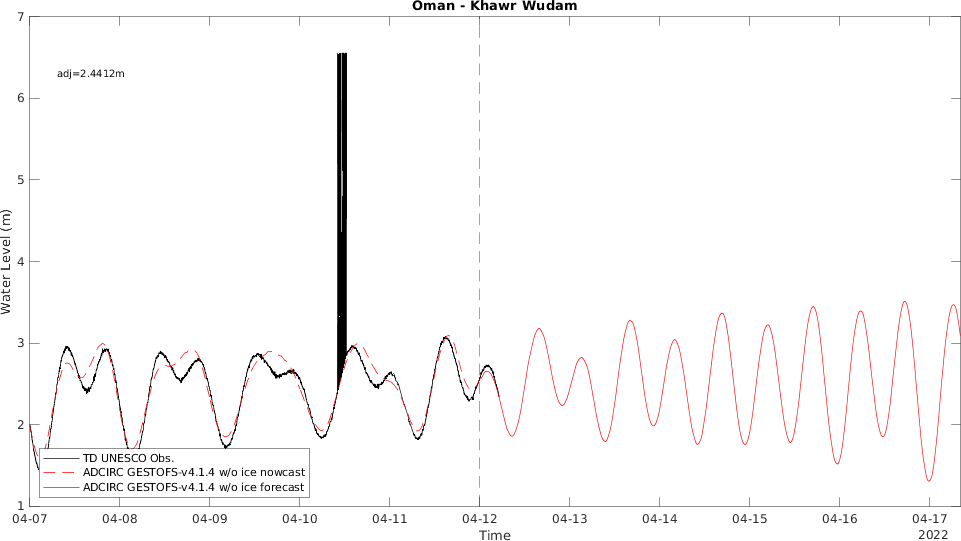 Oman - Khawr Wudam
7
adj=2.4412m
6
5
4
Water Level (m)
3
2
TD UNESCO Obs.
ADCIRC GESTOFS-v4.1.4 w/o ice nowcast
ADCIRC GESTOFS-v4.1.4 w/o ice forecast
1
04-07 04-08 04-09 04-10 04-11 04-12 04-13 04-14 04-15 04-16 04-17
Time
2022